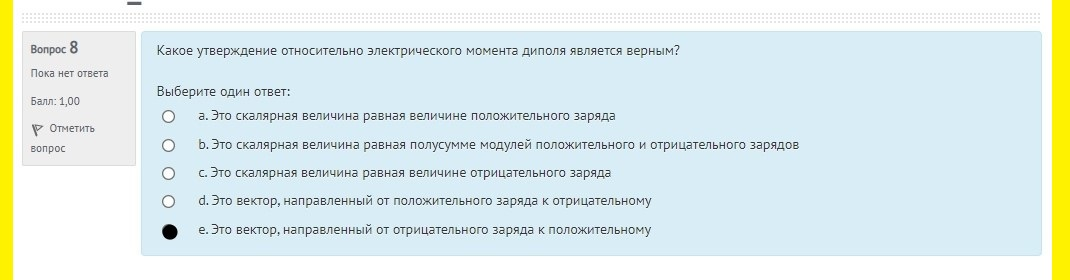 Вопрос 8
Пока нет ответа
Балл: 1,00
Отметить
вопрос
Какое утверждение относительно электрического момента диполя является верным?
Выберите один ответ:
a. Это скалярная величина равная величине положительного заряда
b. Это скалярная величина равная полусумме модулей положительного и отрицательного зарядов
c. Это скалярная величина равная величине отрицательного заряда
d. Это вектор, направленный от положительного заряда к отрицательному
e. Это вектор, направленный от отрицательного заряда к положительному